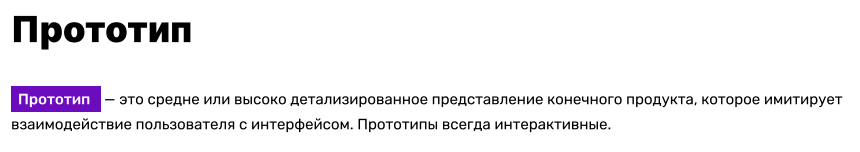 Прототип
Прототип — это средне или высоко детализированное представление конечного продукта, которое имитирует
взаимодействие пользователя с интерфейсом. Прототипы всегда интерактивные.